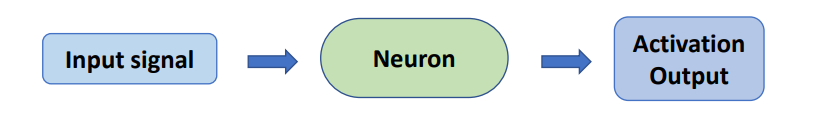 Input signal
Neuron
Activation
Output